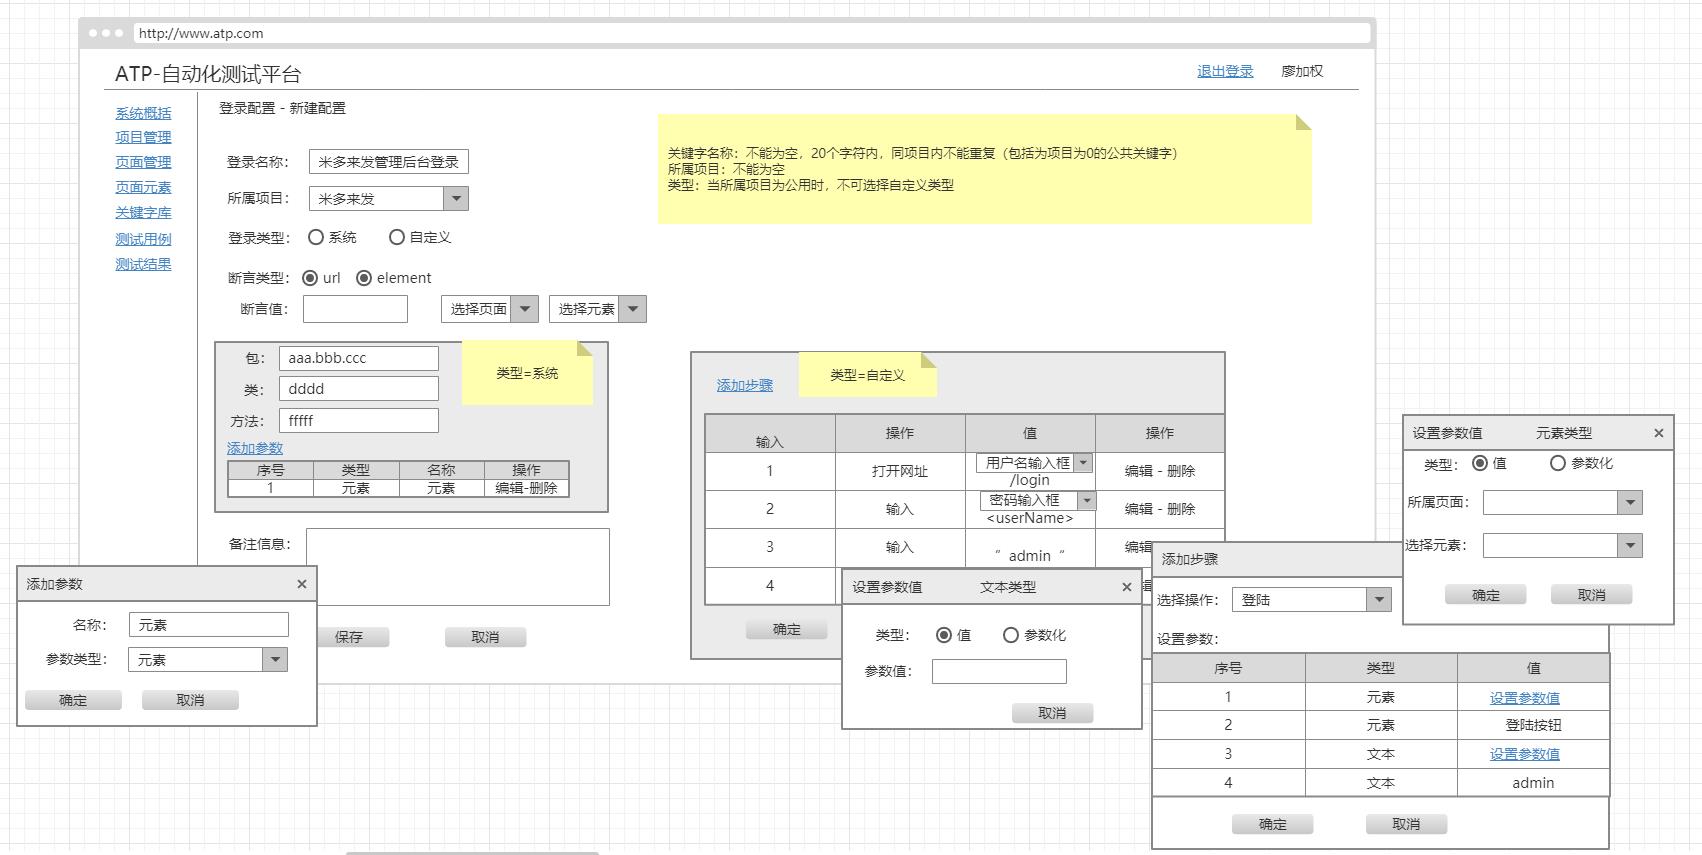 http://www.atp.com
ATP-自动化测试平台
退出登录
廖加权
系统概括
项目管理
页面管理
页面元素
关键字库
测试用例
测试结果
登录配置 - 新建配置
关键字名称：不能为空，20个字符内，同项目内不能重复（包括为项目为0的公共关键字）
所属项目：不能为空
类型：当所属项目为公用时，不可选择自定义类型
登录名称： 米多来发管理后台登录
所属项目： 米多来发
登录类型： 系统 自定义
断言类型： url element
断言值： 选择页面 选择元素
包： aaa.bbb.ccc
类： dddd
方法： fffff
类型=系统
添加参数
序号 类型 名称 操作
1 元素 元素 编辑-删除
备注信息：
保存 取消
添加步骤
类型=自定义
输入 操作 值 操作
1 打开网址 用户名输入框 /login 编辑 - 删除
2 输入 密码输入框 <userName> 编辑 - 删除
3 输入 ” admin ” 编辑
4
确定
添加参数 ×
名称： 元素
参数类型： 元素
确定 取消
设置参数值 文本类型 ×
类型： 值 参数化
参数值：
取消
设置参数值 元素类型 ×
类型： 值 参数化
所属页面：
选择元素：
确定 取消
添加步骤
选择操作： 登陆
设置参数：
序号 类型 值
1 元素 设置参数值
2 元素 登陆按钮
3 文本 设置参数值
4 文本 admin
确定 取消